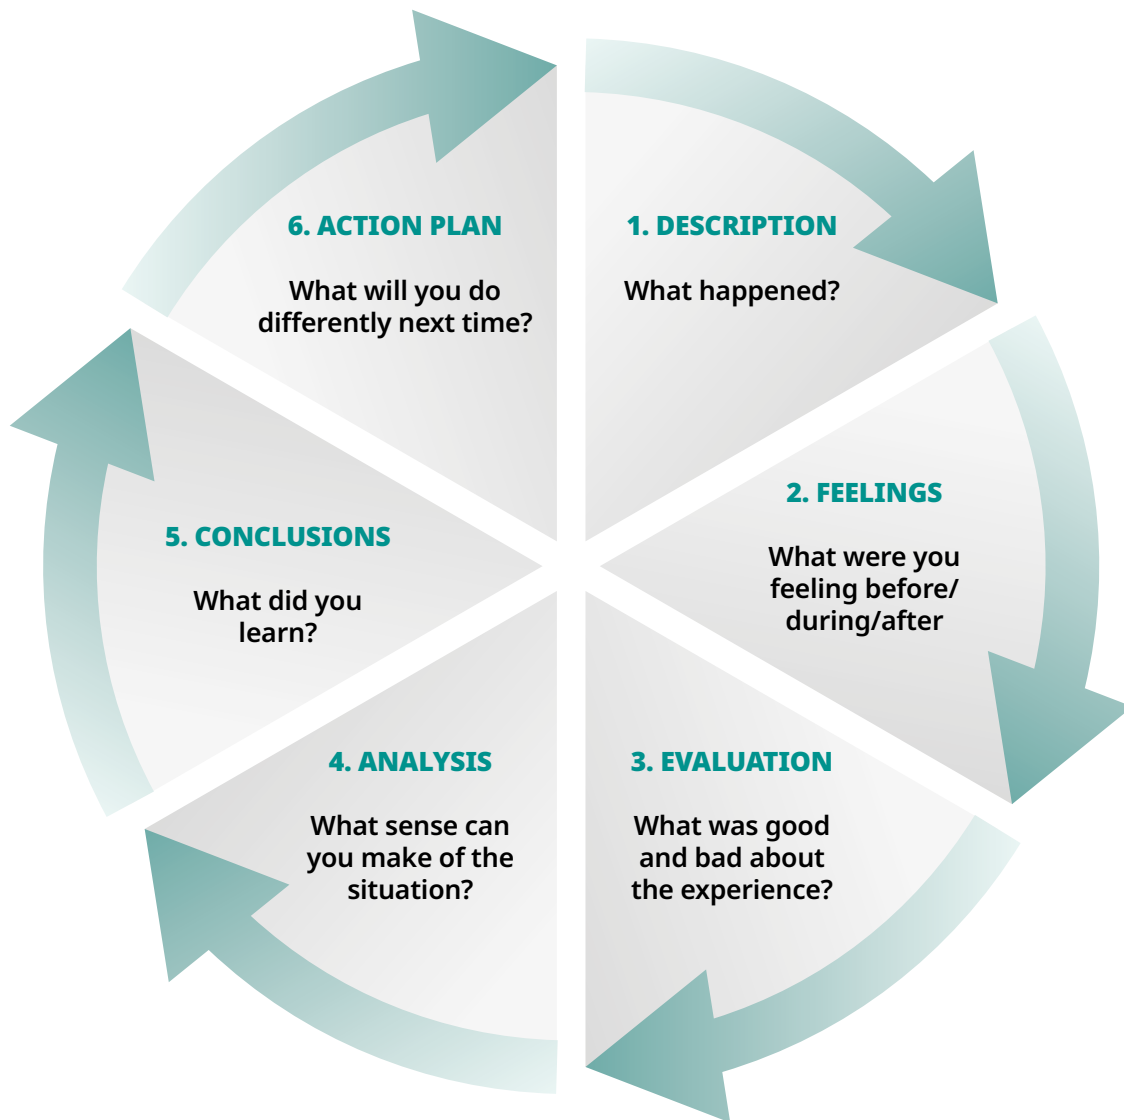 1. DESCRIPTION
What happened?
2. FEELINGS
What were you
feeling before/
during/after
3. EVALUATION
What was good
and bad about
the experience?
4. ANALYSIS
What sense can
you make of the
situation?
5. CONCLUSIONS
What did you
learn?
6. ACTION PLAN
What will you do
differently next time?